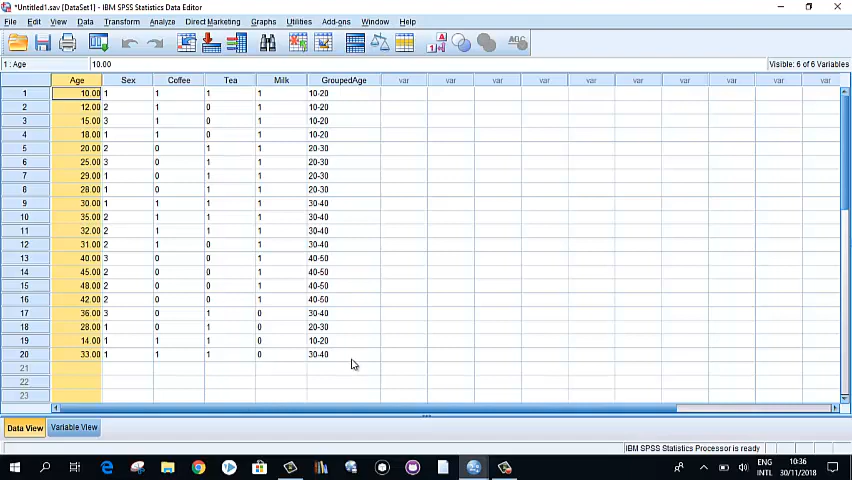 *Untitled1.sav [DataSet1] - IBM SPSS Statistics Data Editor
File Edit View Data Transform Analyze Direct Marketing Graphs Utilities Add-ons Window Help
1 : Age 10.00 Visible: 6 of 6 Variables
Age Sex Coffee Tea Milk GroupedAge var var var var var var var var var var
1 10.00 1 1 1 1 10-20
2 12.00 2 1 0 1 10-20
3 15.00 3 1 0 1 10-20
4 18.00 1 1 0 1 10-20
5 20.00 2 0 1 1 20-30
6 25.00 3 0 1 1 20-30
7 29.00 1 0 1 1 20-30
8 28.00 1 0 1 1 20-30
9 30.00 1 1 1 1 30-40
10 35.00 2 1 1 1 30-40
11 32.00 2 1 1 1 30-40
12 31.00 2 1 0 1 30-40
13 40.00 3 0 0 1 40-50
14 45.00 2 0 0 1 40-50
15 48.00 2 0 0 1 40-50
16 42.00 2 0 0 1 40-50
17 36.00 3 0 1 0 30-40
18 28.00 1 0 1 0 20-30
19 14.00 1 1 1 0 10-20
20 33.00 1 1 1 0 30-40
21
22
23
Data View Variable View
IBM SPSS Statistics Processor is ready
ENG 10:36
INTL 30/11/2018